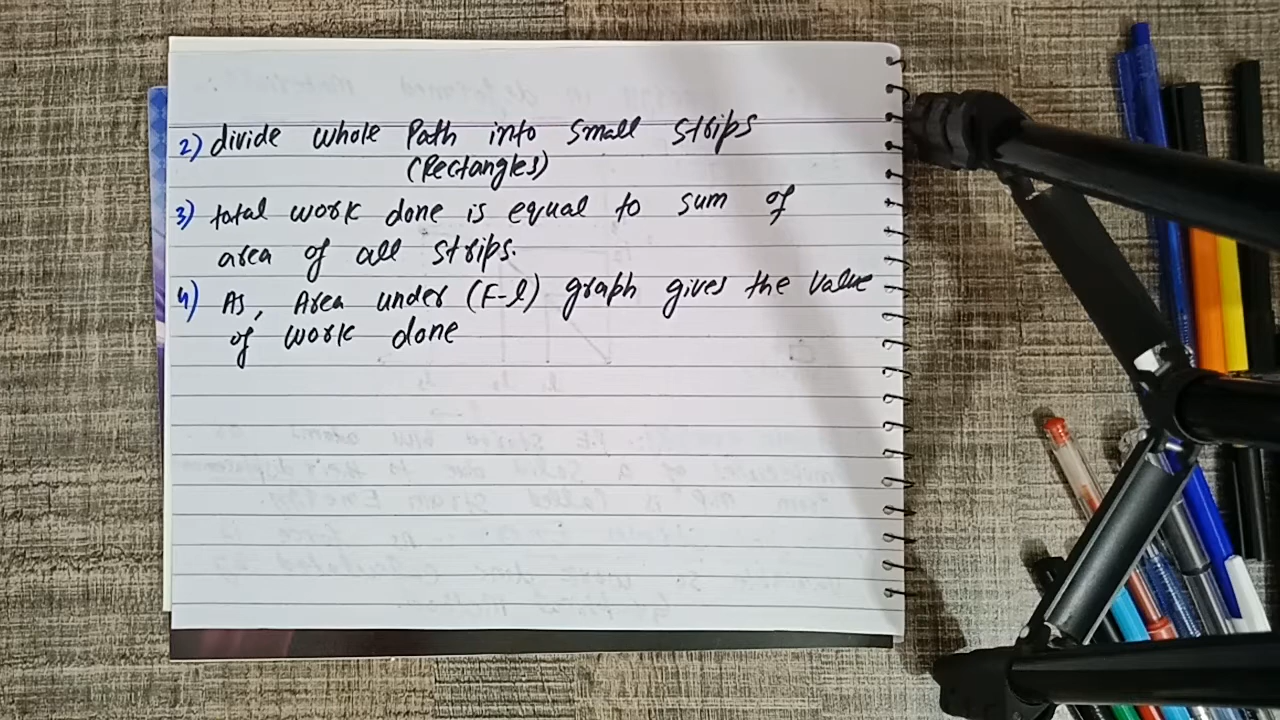 2) divide whole Path into small strips
(Rectangles)
3) total work done is equal to sum of
area of all strips.
4) As, Area under (F-l) graph gives the value
of work done